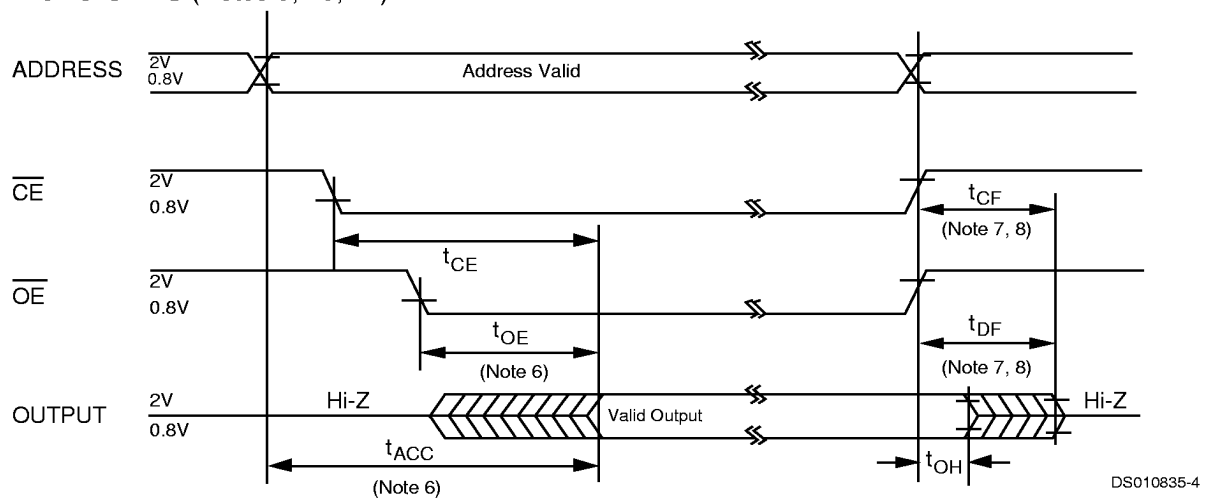 ADDRESS
2V
0.8V
Address Valid
CE
2V
0.8V
tCF
(Note 7, 8)
tCE
OE
2V
0.8V
tOE
(Note 6)
tDF
(Note 7, 8)
OUTPUT
2V
0.8V
Hi-Z
Valid Output
Hi-Z
tACC
(Note 6)
tOH
DS010835-4